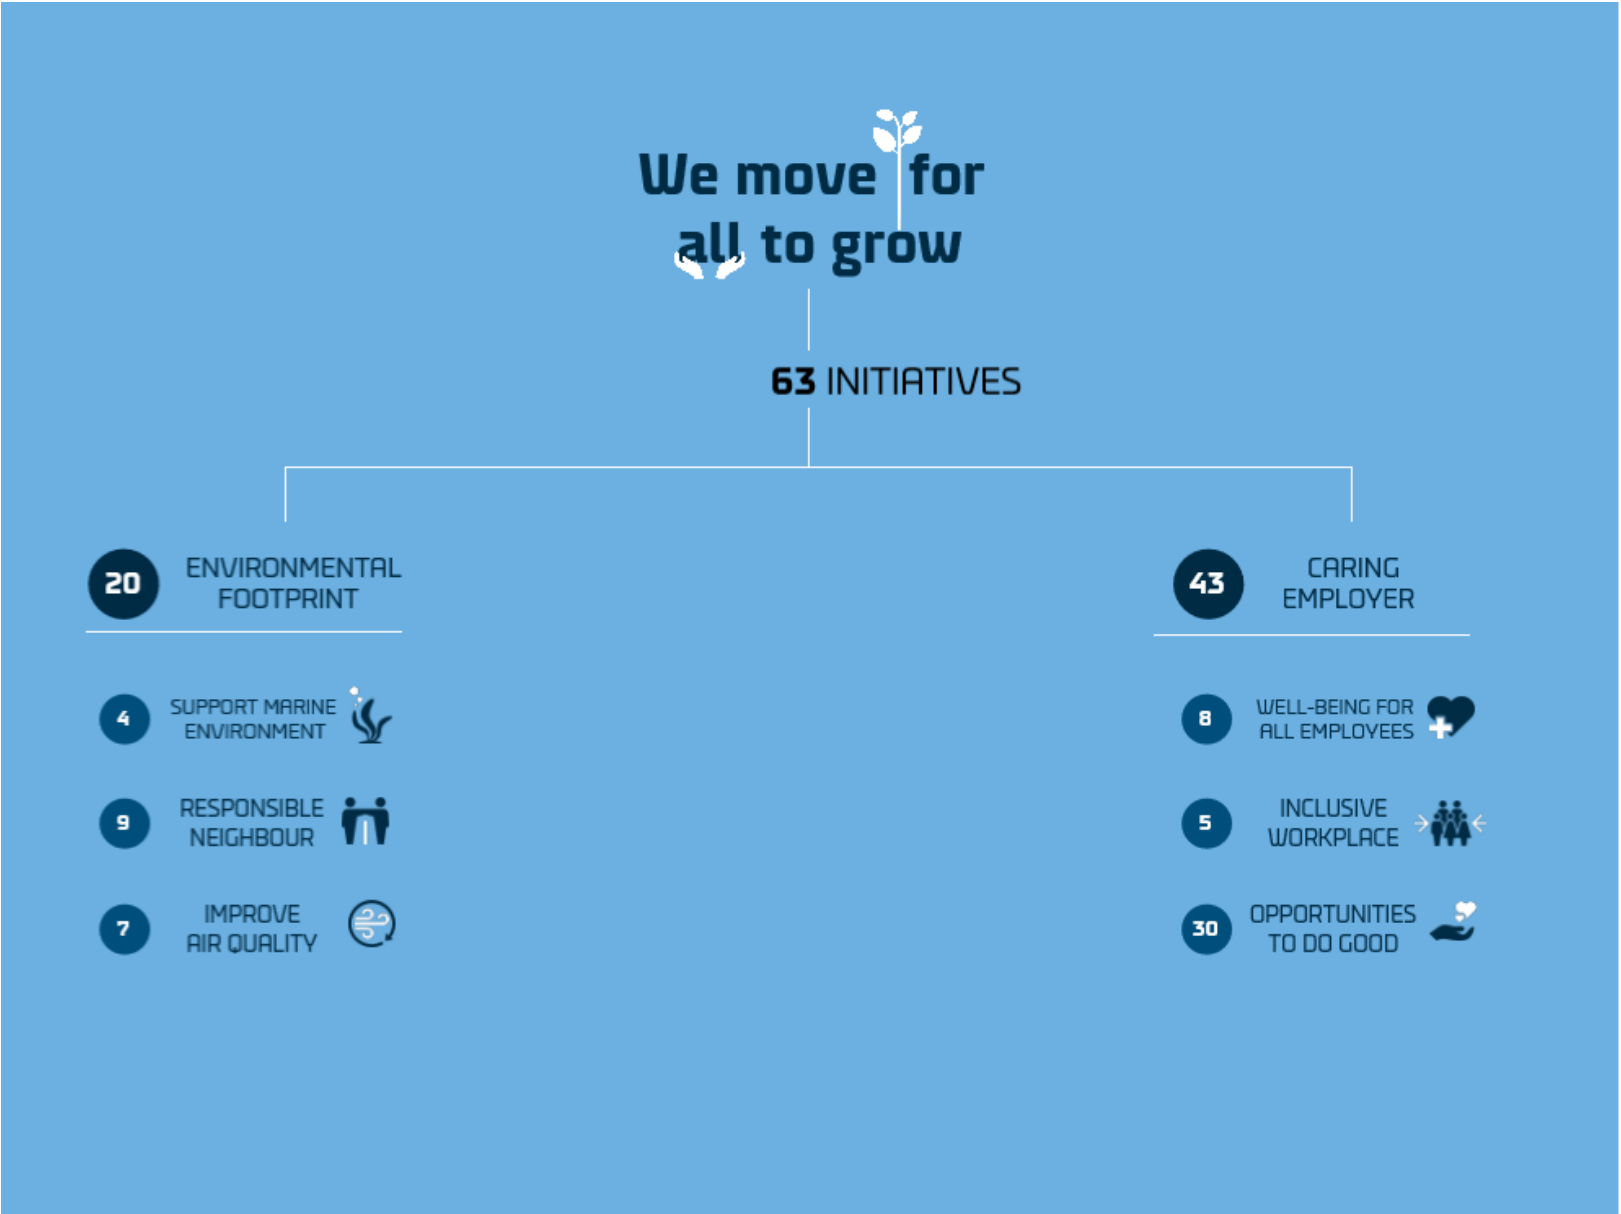 We move for
all to grow
63 INITIATIVES
20
ENVIRONMENTAL
FOOTPRINT
4
SUPPORT MARINE
ENVIRONMENT
9
RESPONSIBLE
NEIGHBOUR
7
IMPROVE
AIR QUALITY
43
CARING
EMPLOYER
8
WELL-BEING FOR
ALL EMPLOYEES
5
INCLUSIVE
WORKPLACE
30
OPPORTUNITIES
TO DO GOOD